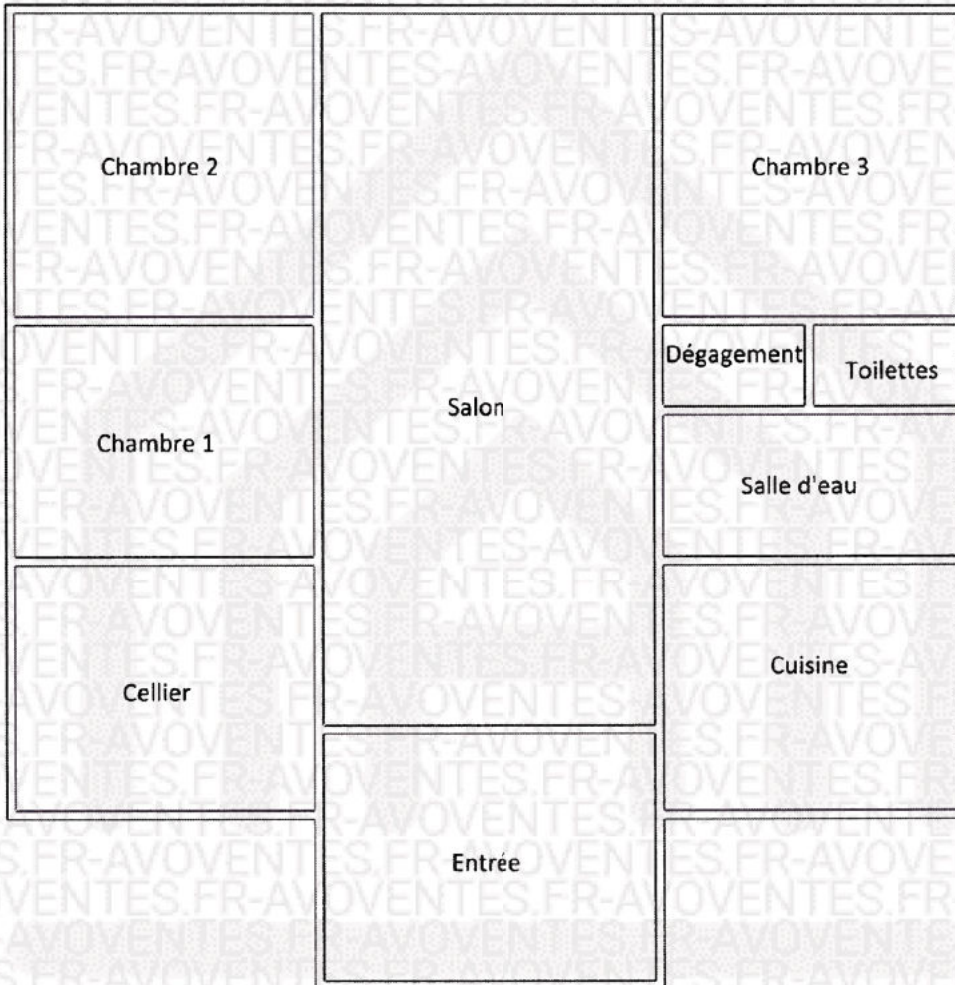 Chambre 2
Chambre 3
Dégagement
Toilettes
Salon
Chambre 1
Salle d'eau
Cuisine
Cellier
Entrée